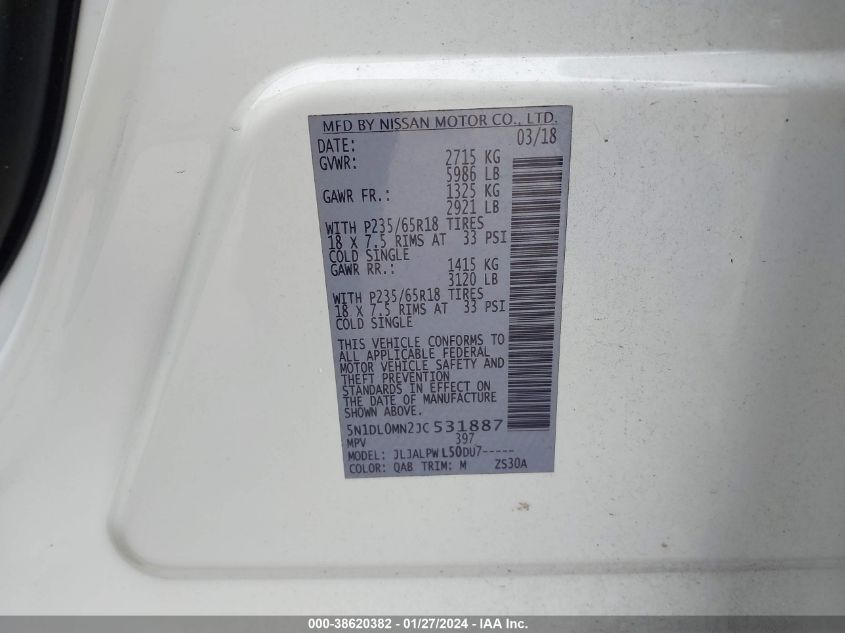 MFD BY NISSAN MOTOR CO., LTD.
DATE: 03/18
GVWR: 2715 KG
5986 LB
GAWR FR.: 1325 KG
2921 LB
WITH P235/65R18 TIRES
18 X 7.5 RIMS AT 33 PSI
COLD SINGLE
GAWR RR.: 1415 KG
3120 LB
WITH P235/65R18 TIRES
18 X 7.5 RIMS AT 33 PSI
COLD SINGLE
THIS VEHICLE CONFORMS TO
ALL APPLICABLE FEDERAL
MOTOR VEHICLE SAFETY AND
THEFT PREVENTION
STANDARDS IN EFFECT ON
THE DATE OF MANUFACTURE
SHOWN ABOVE.
5N1DL0MN2JC531887
MPV 397
MODEL: JLJALPWL50DU7-----
COLOR: QAB TRIM: M ZS30A
000-38620382 - 01/27/2024 - IAA Inc.